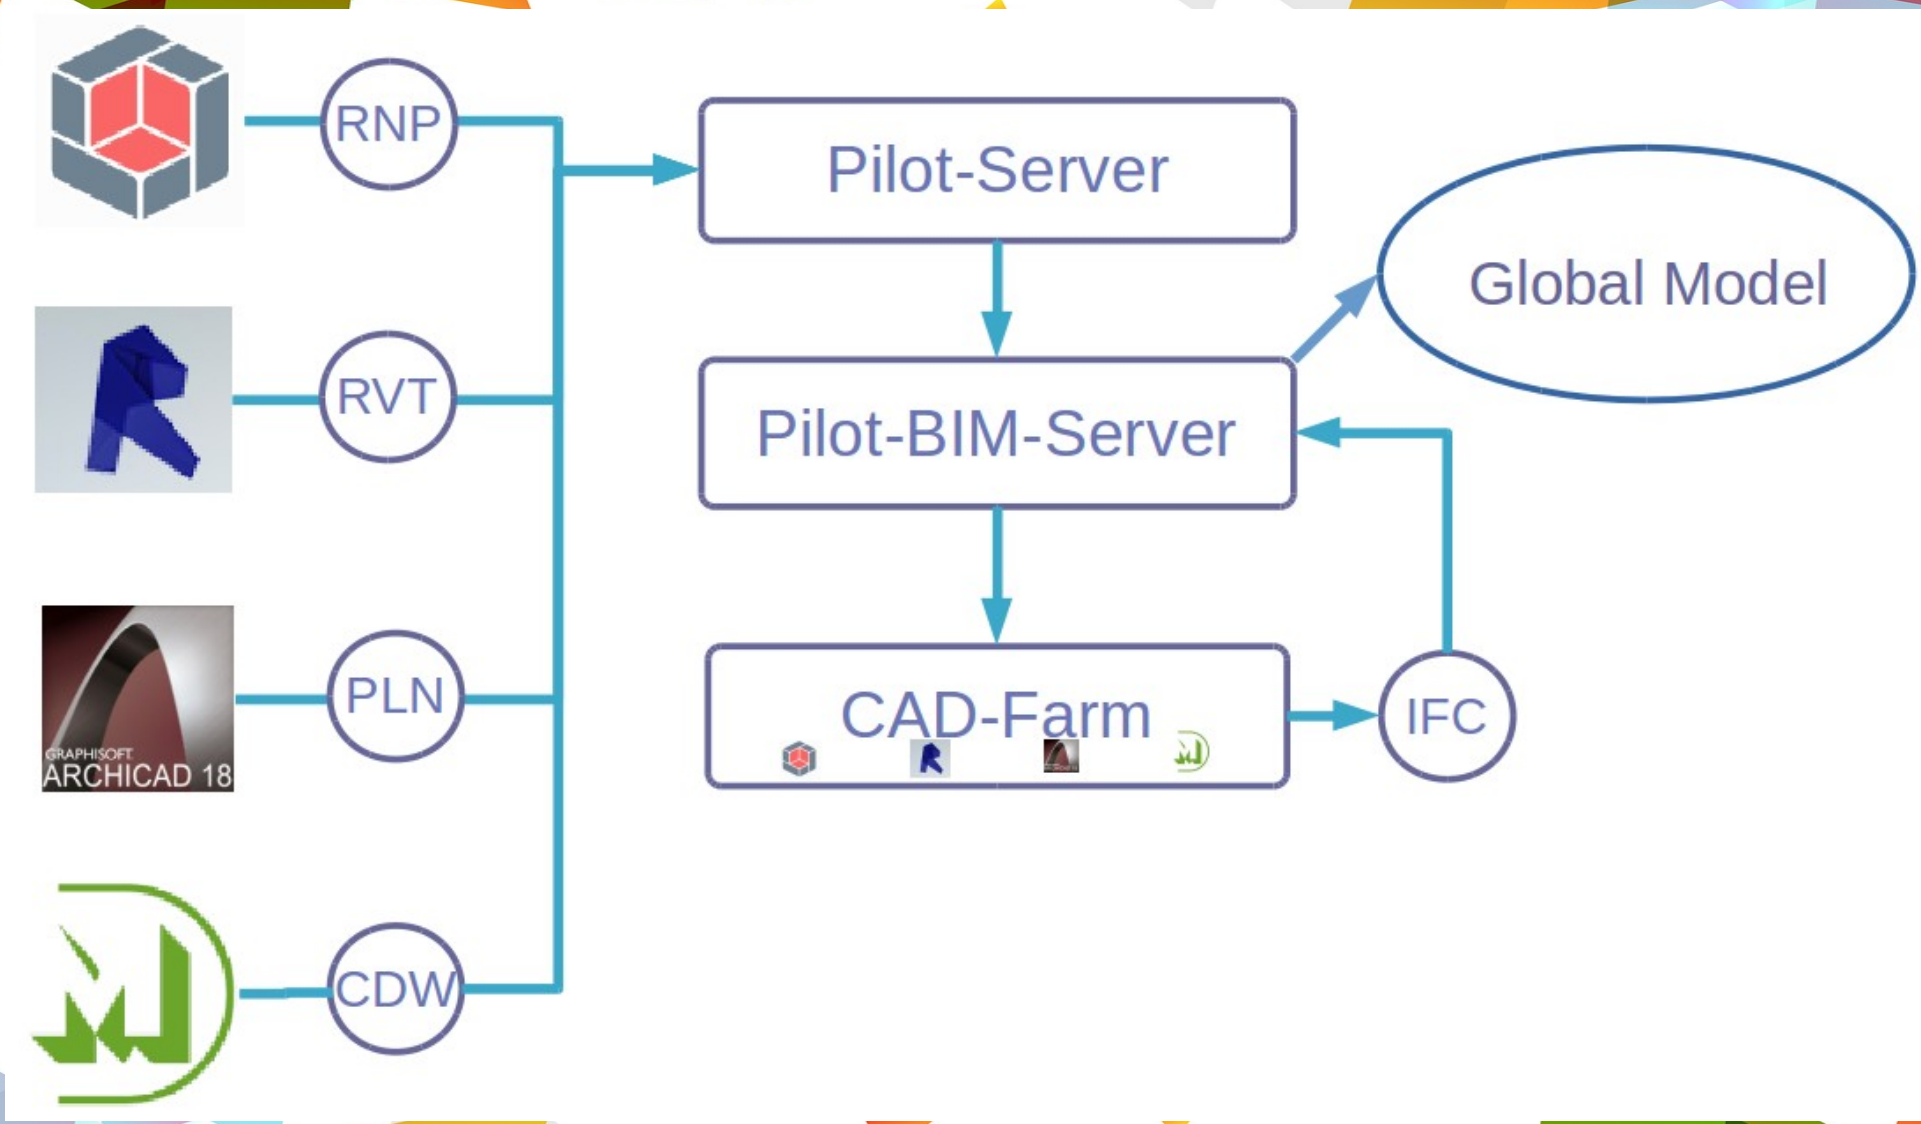 RNP
Pilot-Server
Global Model
RVT
Pilot-BIM-Server
PLN
GRAPHISOFT.
ARCHICAD 18
CAD-Farm
IFC
CDW